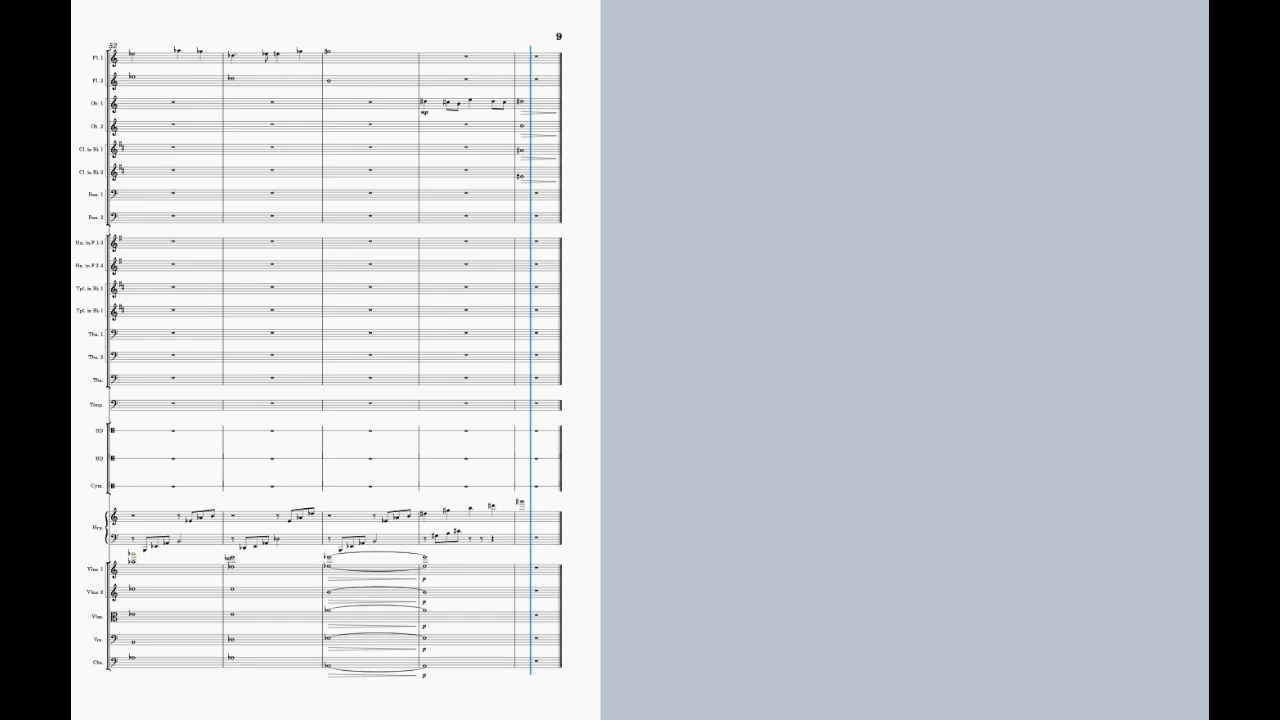 9
52
Fl. 1
Fl. 2
Ob. 1
mp
Ob. 2
Cl. in B♭ 1
Cl. in B♭ 2
Bsn. 1
Bsn. 2
Hn. in F 1 3
Hn. in F 2 4
Tpt. in B♭ 1
Tpt. in B♭ 1
Tbn. 1
Tbn. 2
Tba.
Timp.
SD
BD
Cym.
Hrp.
Vlns. 1
p
Vlns. 2
p
Vlas.
p
Vcs.
p
Cbs.
p